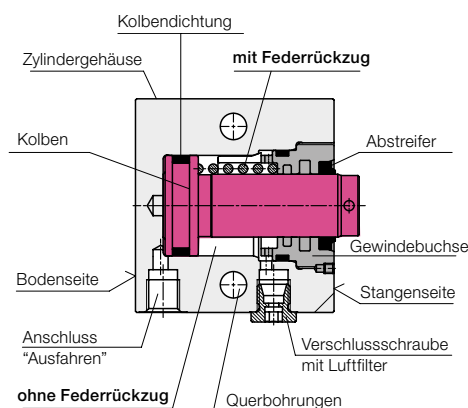 Kolbendichtung
Zylindergehäuse
mit Federrückzug
Kolben
Abstreifer
Gewindebuchse
Bodenseite
Stangenseite
Anschluss
"Ausfahren"
Verschlussschraube
mit Luftfilter
ohne Federrückzug
Querbohrungen